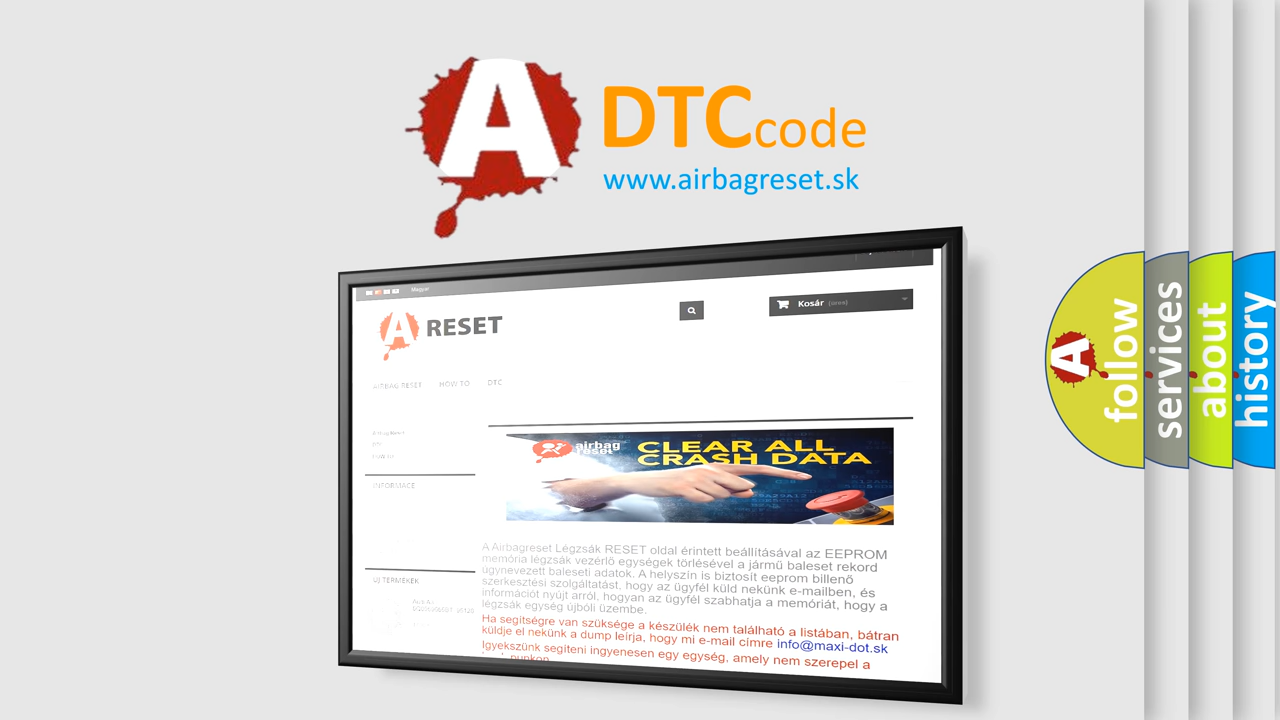 A DTCcode
www.airbagreset.sk
Magyar
A RESET
Kosár (üres)
AIRBAG RESET HOW TO DTC
INFORMACE
airbag reset
CLEAR ALL
CRASH DATA
A Airbagreset Légzsák RESET oldal érintett beállításával az EEPROM
memória légzsák vezérlő egységek törlésével a jármű baleset rekord
úgynevezett baleseti adatok. A helyszín is biztosít eeprom billenő
szerkesztési szolgáltatást, hogy az ügyfél küld nekünk e-mailben, és
információt nyújt arról, hogyan az ügyfél szabhatja a memóriát, hogy a
légzsák egység újbóli üzembe.
Ha segítségre van szüksége a készülék nem található a listában, bátran
küldje el nekünk a dump leírja, hogy mi e-mail címre info@maxi-dot.sk
Igyekszünk segíteni ingyenesen egy egység, amely nem szerepel a
ÚJ TERMÉKEK
A follow
services
about
history